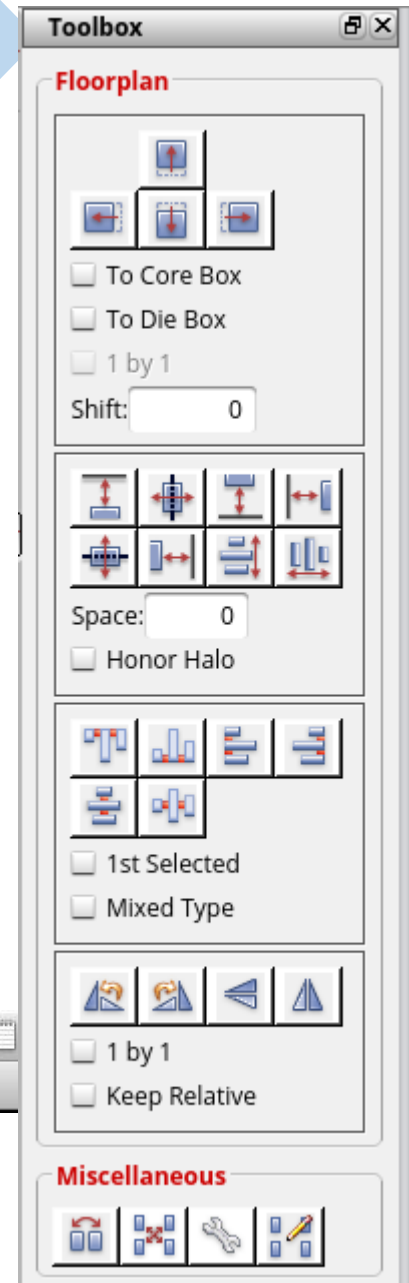 Toolbox
Floorplan
To Core Box
To Die Box
1 by 1
Shift: 0
Space: 0
Honor Halo
1st Selected
Mixed Type
1 by 1
Keep Relative
Miscellaneous